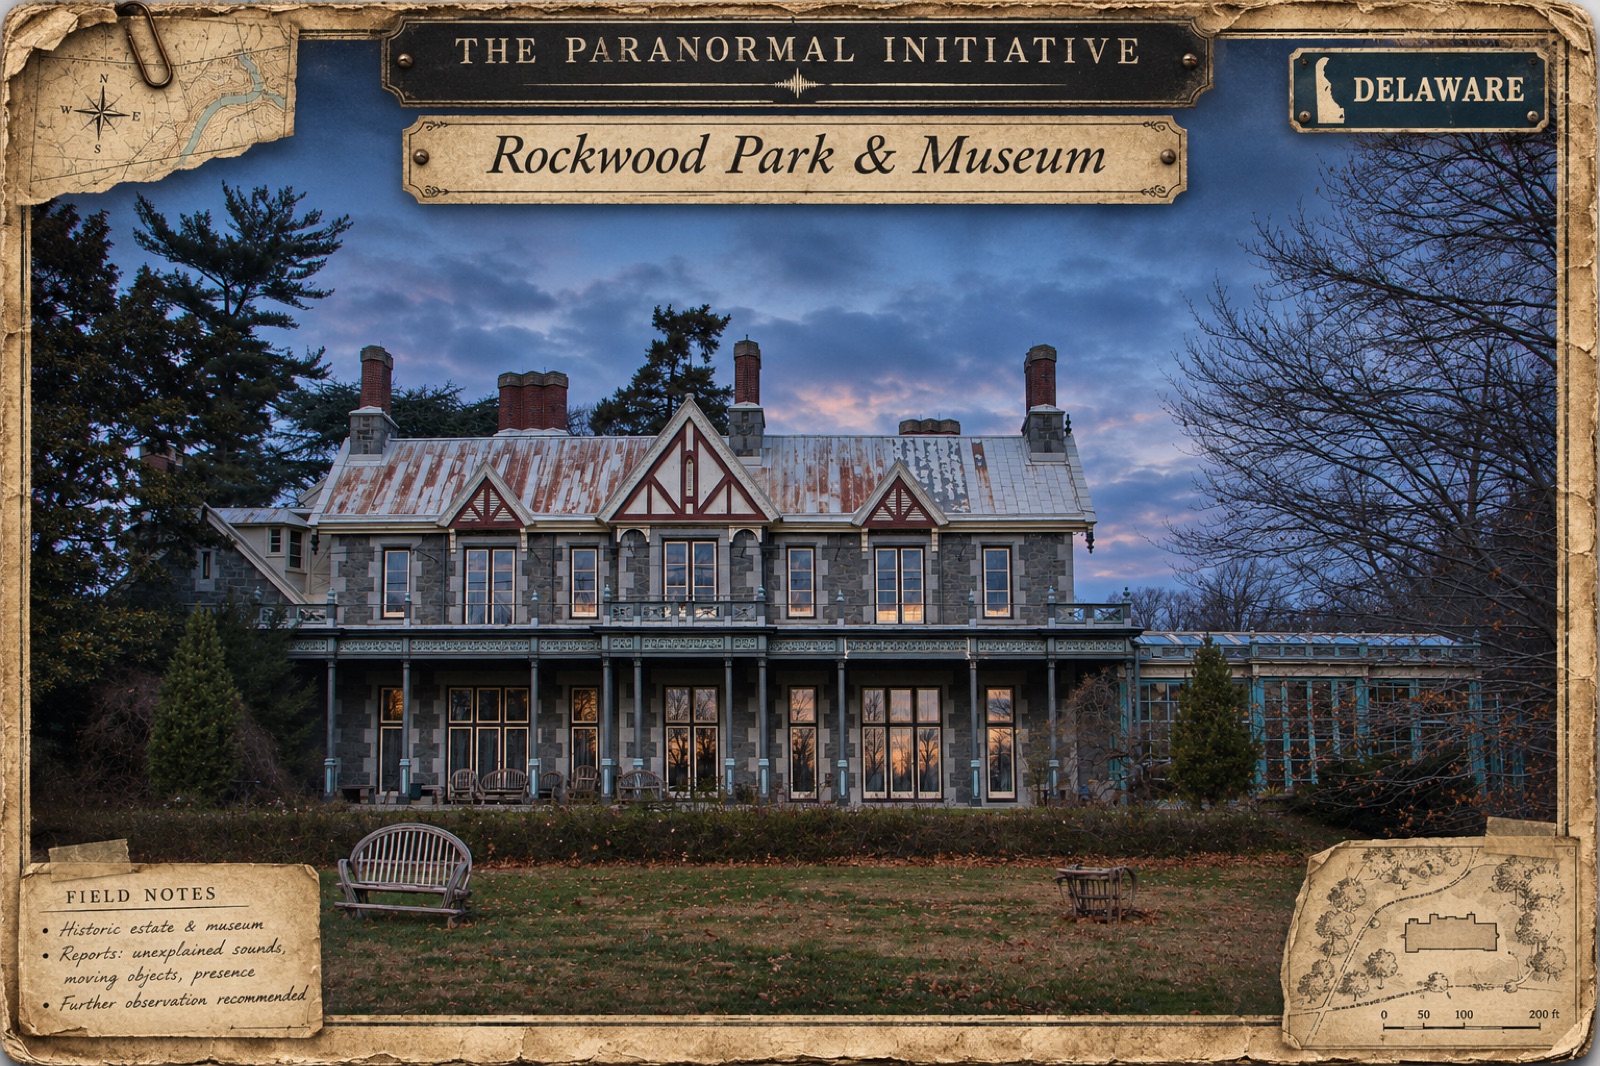 THE PARANORMAL INITIATIVE
DELAWARE
Rockwood Park & Museum
N
W E
S
FIELD NOTES
• Historic estate & museum
• Reports: unexplained sounds,
moving objects, presence
• Further observation recommended
0 50 100 200 ft